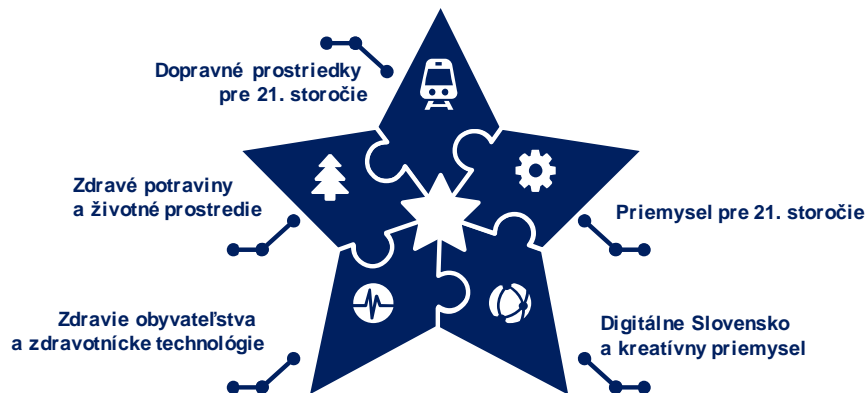 Dopravné prostriedky
pre 21. storočie
Zdravé potraviny
a životné prostredie
Priemysel pre 21. storočie
Zdravie obyvateľstva
a zdravotnícke technológie
Digitálne Slovensko
a kreatívny priemysel